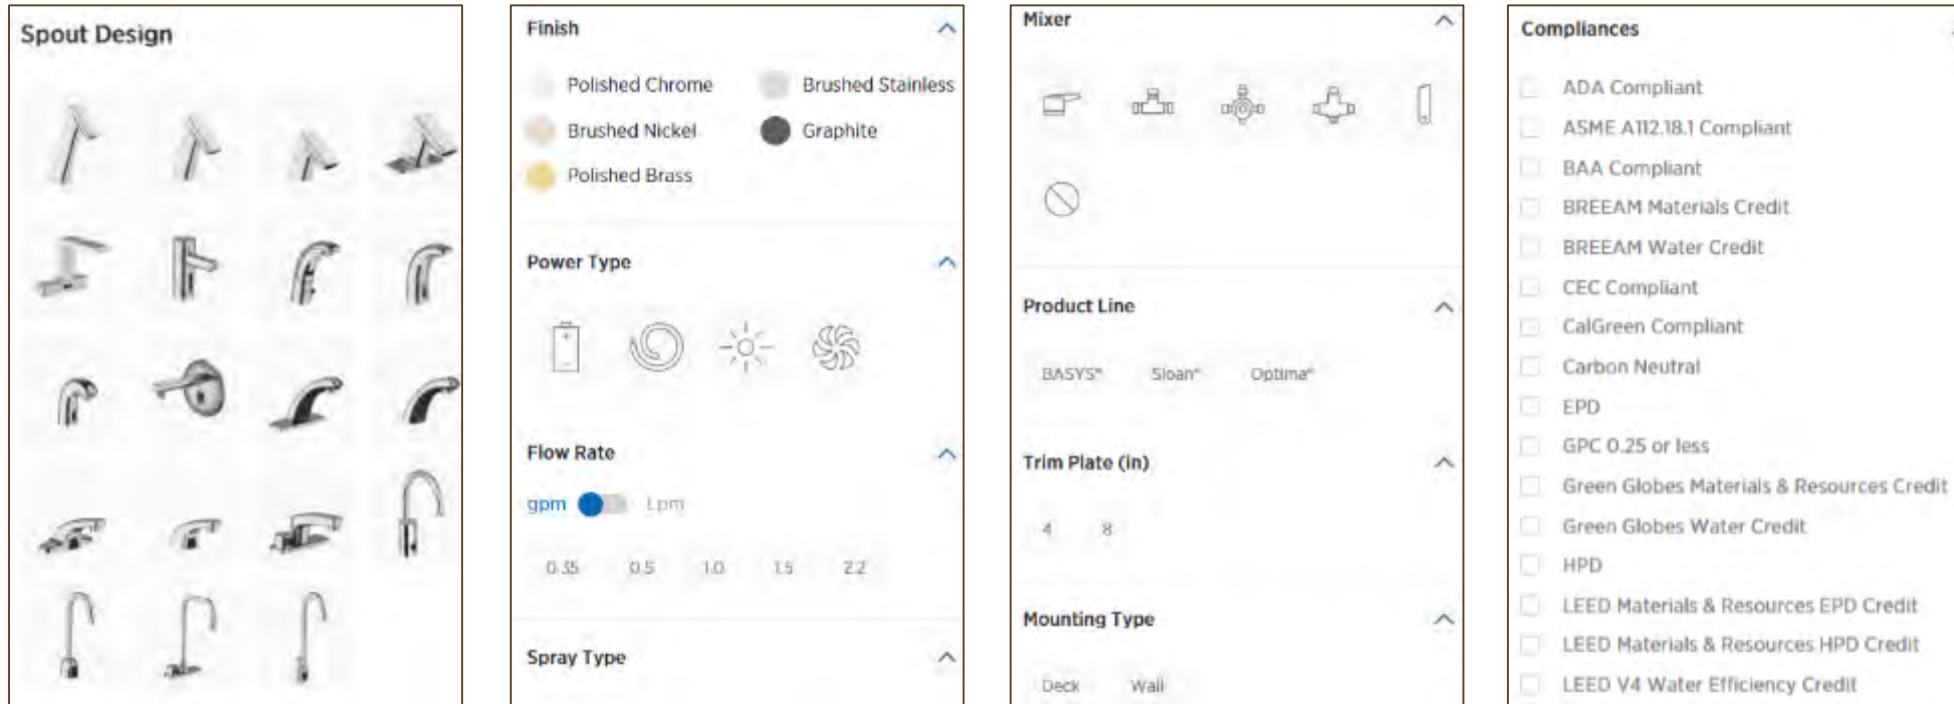 Spout Design
Finish
Polished Chrome
Brushed Stainless
Brushed Nickel
Graphite
Polished Brass
Power Type
Flow Rate
gpm Lpm
0.35 0.5 1.0 1.5 2.2
Spray Type
Mixer
Product Line
BASYS® Sloan® Optima®
Trim Plate (in)
4 8
Mounting Type
Deck Wall
Compliances
ADA Compliant
ASME A112.18.1 Compliant
BAA Compliant
BREEAM Materials Credit
BREEAM Water Credit
CEC Compliant
CalGreen Compliant
Carbon Neutral
EPD
GPC 0.25 or less
Green Globes Materials & Resources Credit
Green Globes Water Credit
HPD
LEED Materials & Resources EPD Credit
LEED Materials & Resources HPD Credit
LEED V4 Water Efficiency Credit